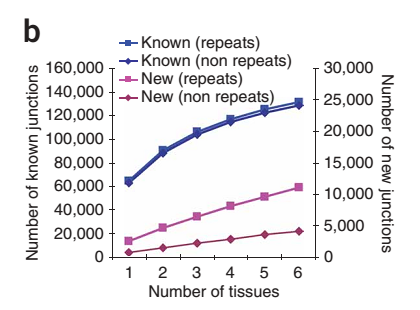 b
Known (repeats)
Known (non repeats)
New (repeats)
New (non repeats)
Number of known junctions
160,000
140,000
120,000
100,000
80,000
60,000
40,000
20,000
0
30,000
25,000
20,000
15,000
10,000
5,000
0
Number of new junctions
1 2 3 4 5 6
Number of tissues